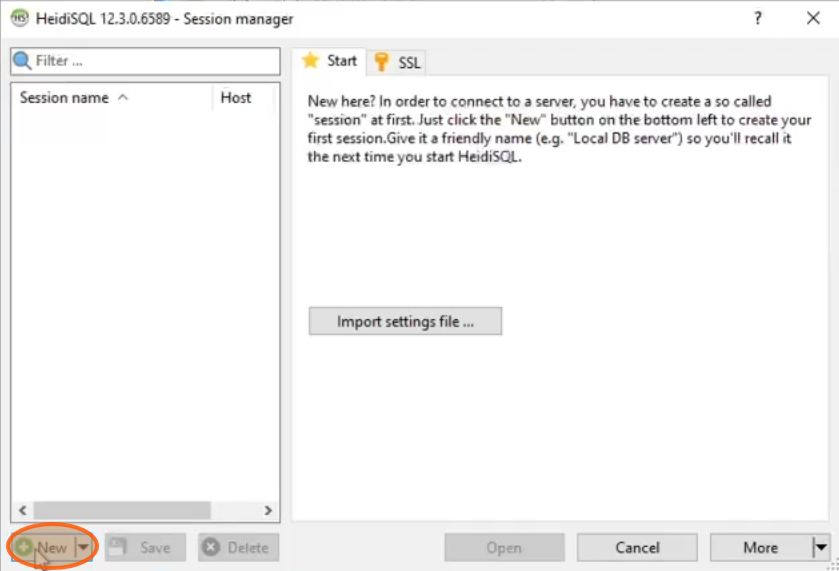 HS HeidiSQL 12.3.0.6589 - Session manager
?
Filter ...
Start
SSL
Session name
Host
New here? In order to connect to a server, you have to create a so called
"session" at first. Just click the "New" button on the bottom left to create your
first session.Give it a friendly name (e.g. "Local DB server") so you'll recall it
the next time you start HeidiSQL.
Import settings file ...
New
Save
Delete
Open
Cancel
More